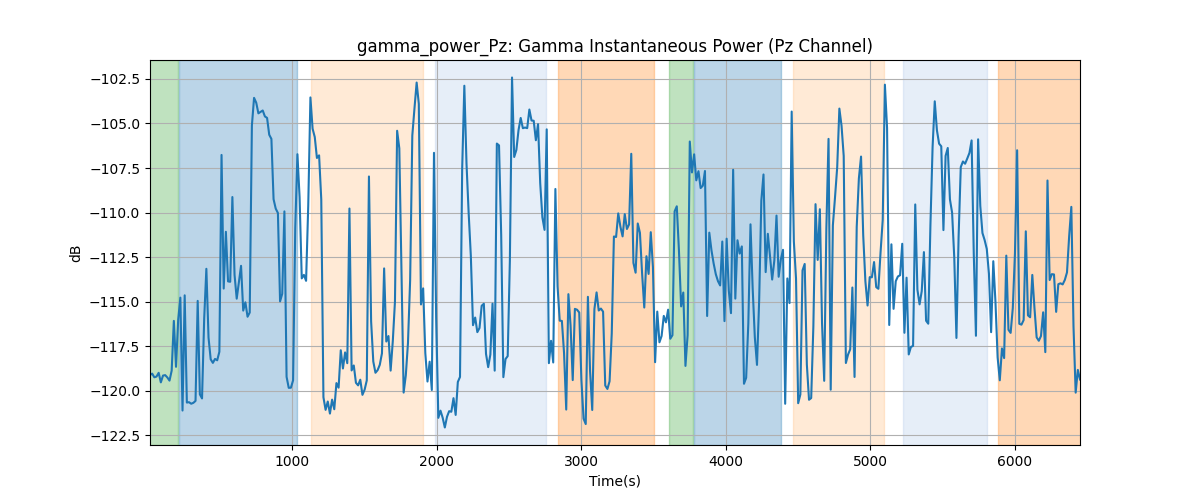 gamma_power_Pz: Gamma Instantaneous Power (Pz Channel)
−102.5
−105.0
−107.5
−110.0
−112.5
−115.0
−117.5
−120.0
−122.5
dB
1000 2000 3000 4000 5000 6000
Time(s)